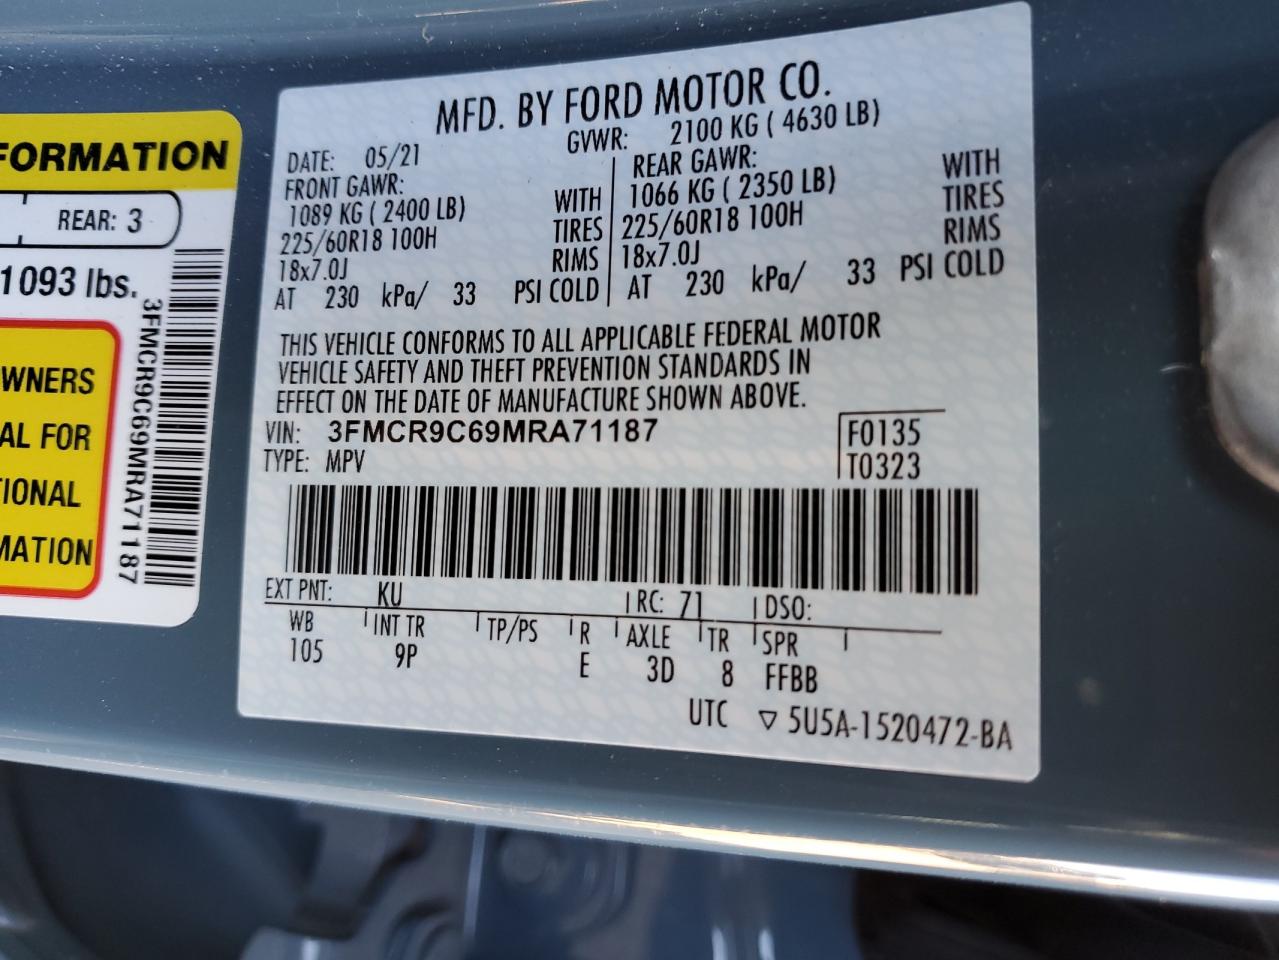 FORMATION
REAR: 3
1093 lbs.
WNERS
AL FOR
TIONAL
MATION
3FMCR9C69MRA71187
MFD. BY FORD MOTOR CO.
DATE: 05/21 GVWR: 2100 KG ( 4630 LB)
FRONT GAWR: REAR GAWR:
1089 KG ( 2400 LB) WITH 1066 KG ( 2350 LB) WITH
225/60R18 100H TIRES 225/60R18 100H TIRES
18x7.0J RIMS 18x7.0J RIMS
AT 230 kPa/ 33 PSI COLD AT 230 kPa/ 33 PSI COLD
THIS VEHICLE CONFORMS TO ALL APPLICABLE FEDERAL MOTOR
VEHICLE SAFETY AND THEFT PREVENTION STANDARDS IN
EFFECT ON THE DATE OF MANUFACTURE SHOWN ABOVE.
VIN: 3FMCR9C69MRA71187 F0135
TYPE: MPV T0323
EXT PNT: KU RC: 71 DSO:
WB INT TR TP/PS R AXLE TR SPR
105 9P E 3D 8 FFBB
UTC ▽ 5U5A-1520472-BA